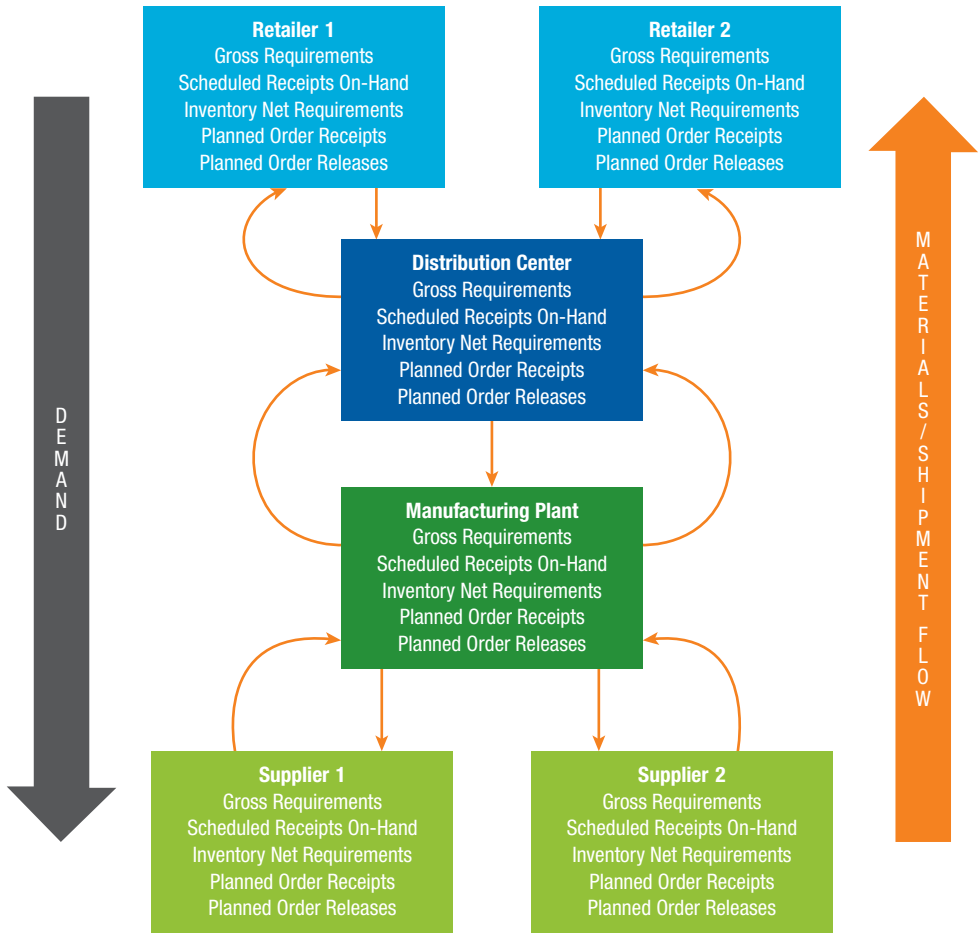 Retailer 1
Gross Requirements
Scheduled Receipts On-Hand
Inventory Net Requirements
Planned Order Receipts
Planned Order Releases
Retailer 2
Gross Requirements
Scheduled Receipts On-Hand
Inventory Net Requirements
Planned Order Receipts
Planned Order Releases
DEMAND
Distribution Center
Gross Requirements
Scheduled Receipts On-Hand
Inventory Net Requirements
Planned Order Receipts
Planned Order Releases
MATERIALS/SHIPMENT FLOW
Manufacturing Plant
Gross Requirements
Scheduled Receipts On-Hand
Inventory Net Requirements
Planned Order Receipts
Planned Order Releases
Supplier 1
Gross Requirements
Scheduled Receipts On-Hand
Inventory Net Requirements
Planned Order Receipts
Planned Order Releases
Supplier 2
Gross Requirements
Scheduled Receipts On-Hand
Inventory Net Requirements
Planned Order Receipts
Planned Order Releases